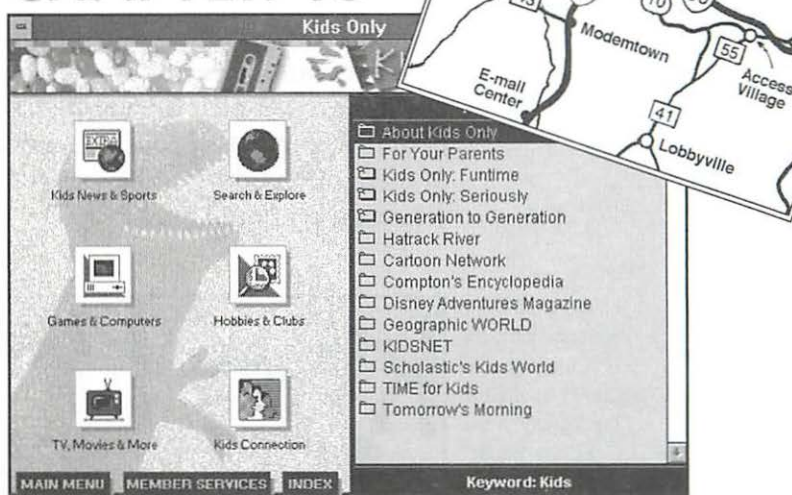 Kids Only
Modemtown
55
Access
Village
E-mail
Center
41
Lobbyville
Kids News & Sports
Search & Explore
Games & Computers
Hobbies & Clubs
TV, Movies & More
Kids Connection
About Kids Only
For Your Parents
Kids Only: Funtime
Kids Only: Seriously
Generation to Generation
Hatrack River
Cartoon Network
Compton's Encyclopedia
Disney Adventures Magazine
Geographic WORLD
KIDSNET
Scholastic's Kids World
TIME for Kids
Tomorrow's Morning
MAIN MENU
MEMBER SERVICES
INDEX
Keyword: Kids